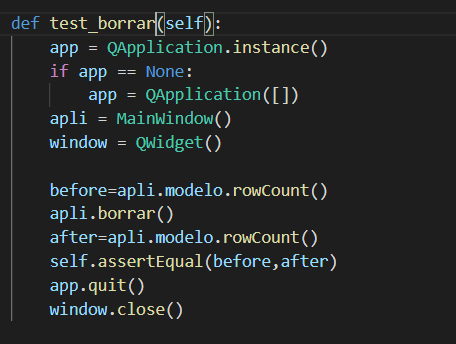 def test_borrar(self):
    app = QApplication.instance()
    if app == None:
        app = QApplication([])
    apli = MainWindow()
    window = QWidget()

    before=apli.modelo.rowCount()
    apli.borrar()
    after=apli.modelo.rowCount()
    self.assertEqual(before,after)
    app.quit()
    window.close()